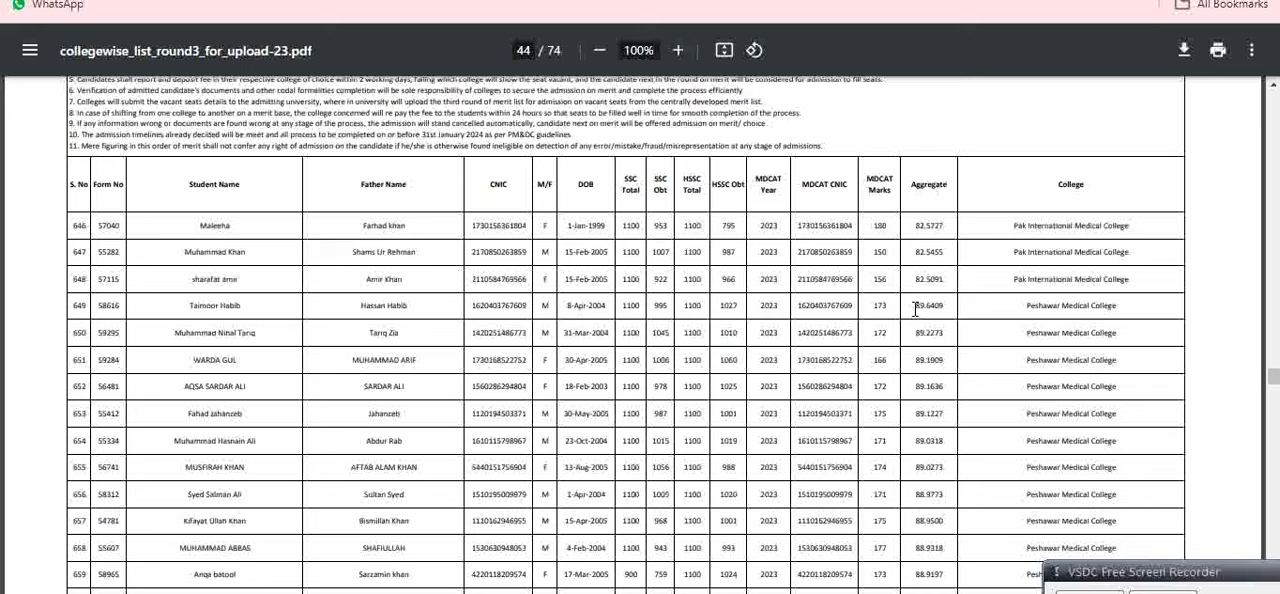 WhatsApp All Bookmarks
collegewise_list_round3_for_upload-23.pdf 44 / 74 100%
5. Candidates shall report and deposit fee in their respective college of choice within 2 working days, failing which college will show the seat vacant, and the candidate next in the round on merit will be considered for admission to fill seats.
6. Verification of admitted candidate's documents and other codal formalities completion will be sole responsibility of colleges to secure the admission on merit and complete the process efficiently
7. Colleges will submit the vacant seats details to the admitting university, where in university will upload the third round of merit list for admission on vacant seats from the centrally developed merit list.
8. In case of shifting from one college to another on a merit base, the college concerned will re pay the fee to the students within 24 hours so that seats to be filled well in time for smooth completion of the process.
9. If any information wrong or documents are found wrong at any stage of the process, the admission will stand cancelled automatically, candidate next on merit will be offered admission on merit/ choice
10. The admission timelines already decided will be meet and all process to be completed on or before 31st January 2024 as per PM&DC guidelines
11. Mere figuring in this order of merit shall not confer any right of admission on the candidate if he/she is otherwise found ineligible on detection of any error/mistake/fraud/misrepresentation at any stage of admissions.
S. No Form No Student Name Father Name CNIC M/F DOB SSC Total SSC Obt HSSC Total HSSC Obt MDCAT Year MDCAT CNIC MDCAT Marks Aggregate College
646 57040 Maleeha Farhad khan 1730156361804 F 1-Jan-1999 1100 953 1100 795 2023 1730156361804 180 82.5727 Pak International Medical College
647 55282 Muhammad Khan Shams Ur Rehman 2170850263859 M 15-Feb-2005 1100 1007 1100 987 2023 2170850263859 150 82.5455 Pak International Medical College
648 57115 sharafat ame Amir Khan 2110584769566 F 15-Feb-2005 1100 922 1100 966 2023 2110584769566 156 82.5091 Pak International Medical College
649 58616 Taimoor Habib Hassan Habib 1620403767609 M 8-Apr-2004 1100 995 1100 1027 2023 1620403767609 173 89.6409 Peshawar Medical College
650 59295 Muhammad Nihal Tariq Tariq Zia 1420251486773 M 31-Mar-2004 1100 1045 1100 1010 2023 1420251486773 172 89.2273 Peshawar Medical College
651 59284 WARDA GUL MUHAMMAD ARIF 1730168522752 F 30-Apr-2005 1100 1006 1100 1060 2023 1730168522752 166 89.1909 Peshawar Medical College
652 56481 AQSA SARDAR ALI SARDAR ALI 1560286294804 F 18-Feb-2003 1100 978 1100 1025 2023 1560286294804 172 89.1636 Peshawar Medical College
653 55412 Fahad Jahanzeb Jahanzeb 1120194503371 M 30-May-2005 1100 987 1100 1001 2023 1120194503371 175 89.1227 Peshawar Medical College
654 55334 Muhammad Hasnain Ali Abdur Rab 1610115798967 M 23-Oct-2004 1100 1015 1100 1019 2023 1610115798967 171 89.0318 Peshawar Medical College
655 56741 MUSFIRAH KHAN AFTAB ALAM KHAN 5440151756904 F 13-Aug-2005 1100 1056 1100 988 2023 5440151756904 174 89.0273 Peshawar Medical College
656 58312 Syed Salman Ali Sultan Syed 1510195009979 M 1-Apr-2004 1100 1009 1100 1020 2023 1510195009979 171 88.9773 Peshawar Medical College
657 54781 Kifayat Ullah Khan Bismillah Khan 1110162946955 M 15-Apr-2005 1100 968 1100 1001 2023 1110162946955 175 88.9500 Peshawar Medical College
658 55607 MUHAMMAD ABBAS SHAFIULLAH 1530630948053 M 4-Feb-2004 1100 943 1100 993 2023 1530630948053 177 88.9318 Peshawar Medical College
659 58965 Anqa batool Sarzamin khan 4220118209574 F 17-Mar-2005 900 759 1100 1024 2023 4220118209574 173 88.9197
VSDC Free Screen Recorder